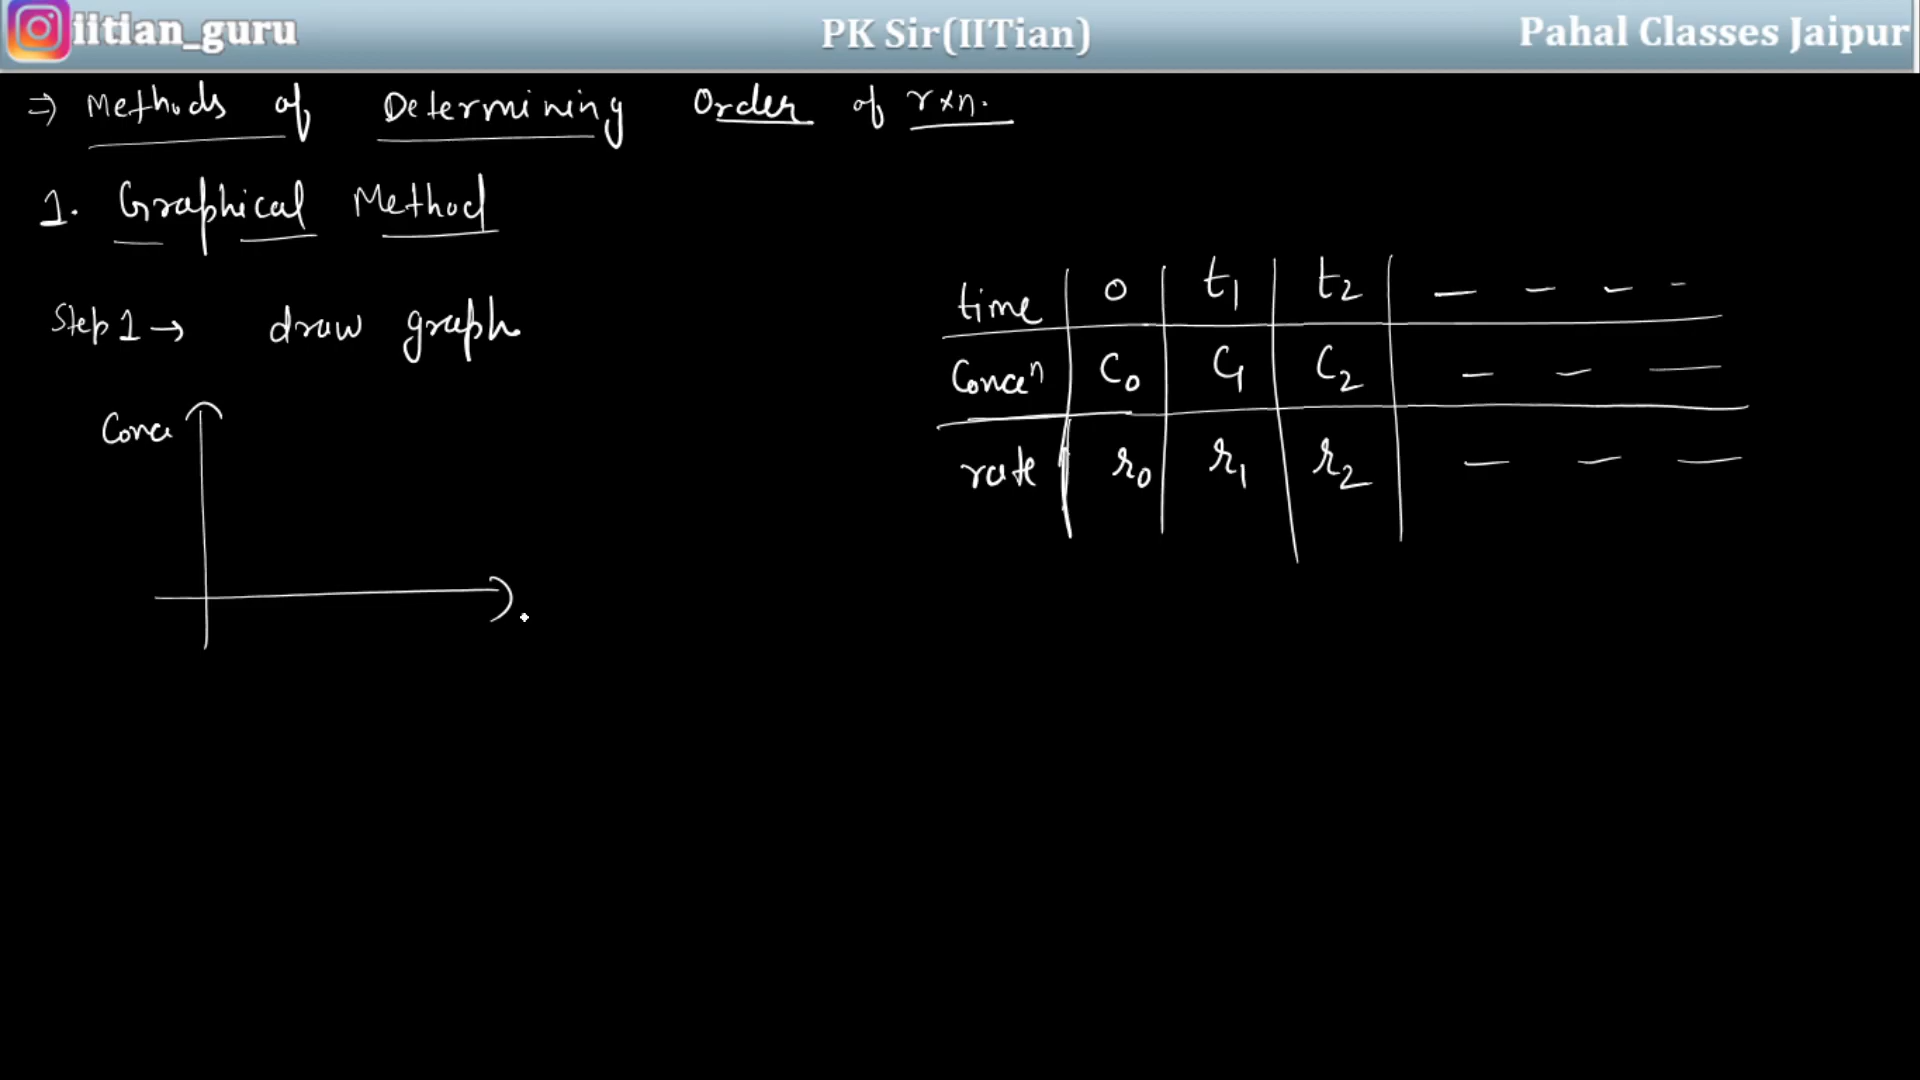 iitian_guru PK Sir(IITian) Pahal Classes Jaipur
⇒ Methods of Determining Order of rxn.
1. Graphical Method
time | 0 | t1 | t2 | – – – –
Step 1 → draw graph
Concen | C0 | C1 | C2 | – – –
Conc
rate | r0 | r1 | r2 | – – –